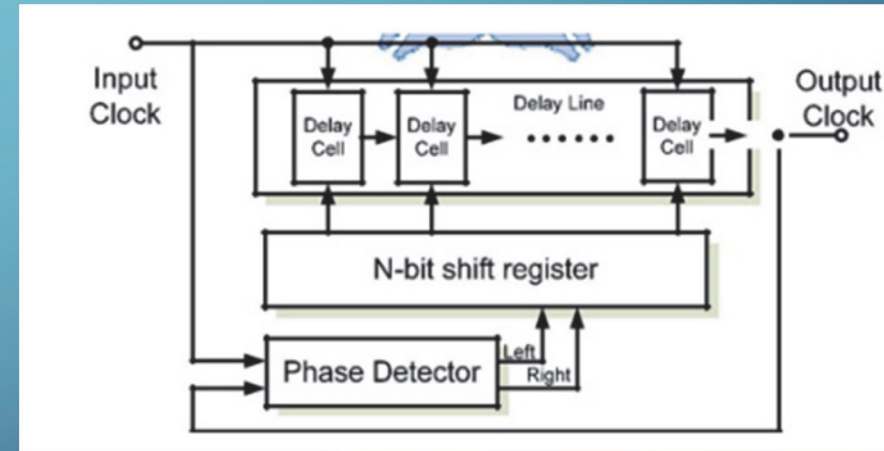 Input
Clock
Delay Line
Output
Clock
Delay
Cell
Delay
Cell
......
Delay
Cell
N-bit shift register
Phase Detector
Left
Right